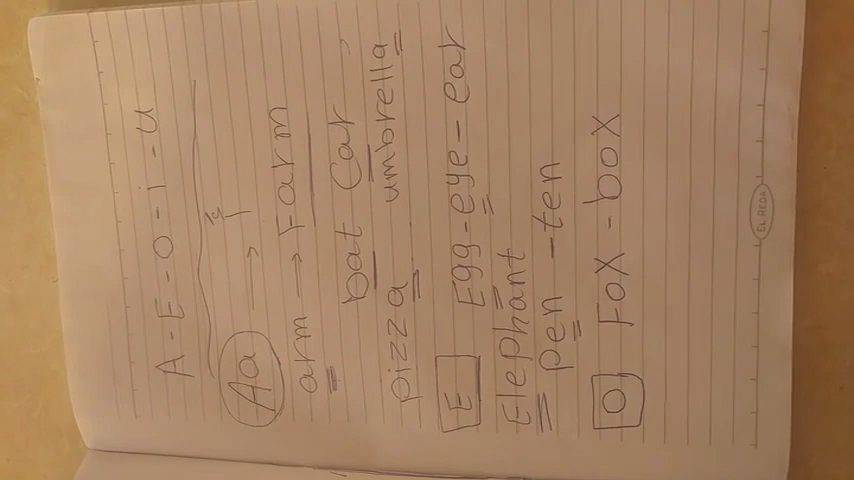 A - E - O - i - u
Aa →
arm → Farm
bat Car
pizza umbrella
E Egg - eye - ear
Elephant
pen - ten
O Fox - box
EL REDA